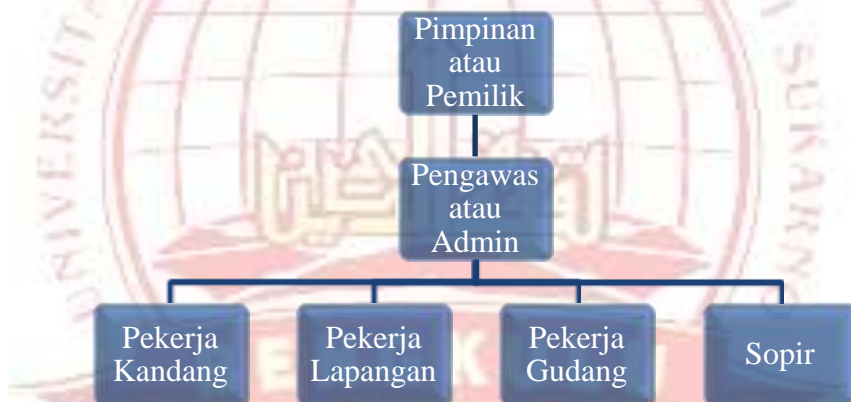 Pimpinan
atau
Pemilik
Pengawas
atau
Admin
Pekerja
Kandang
Pekerja
Lapangan
Pekerja
Gudang
Sopir